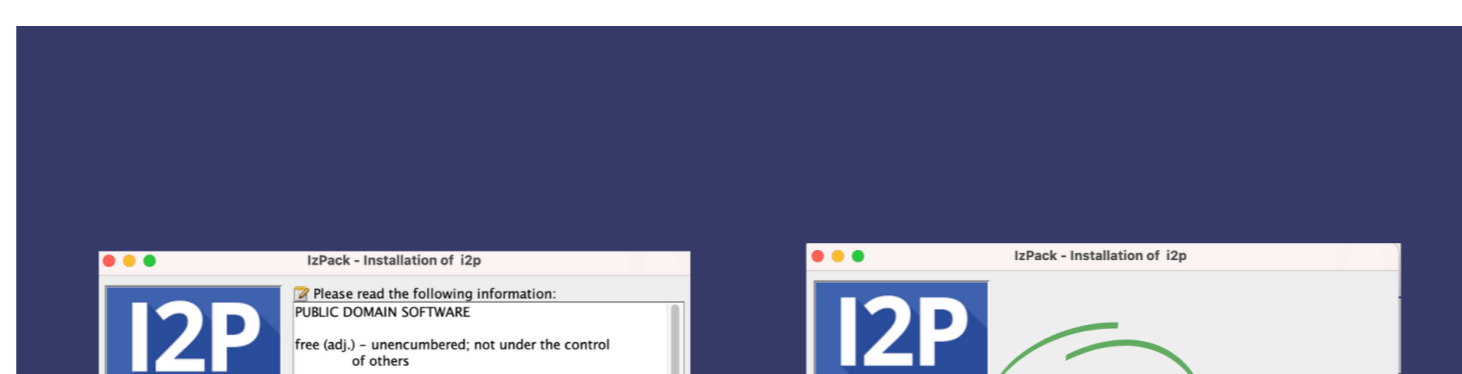 IzPack - Installation of i2p
I2P
Please read the following information:
PUBLIC DOMAIN SOFTWARE
free (adj.) – unencumbered; not under the control
of others
IzPack - Installation of i2p
I2P